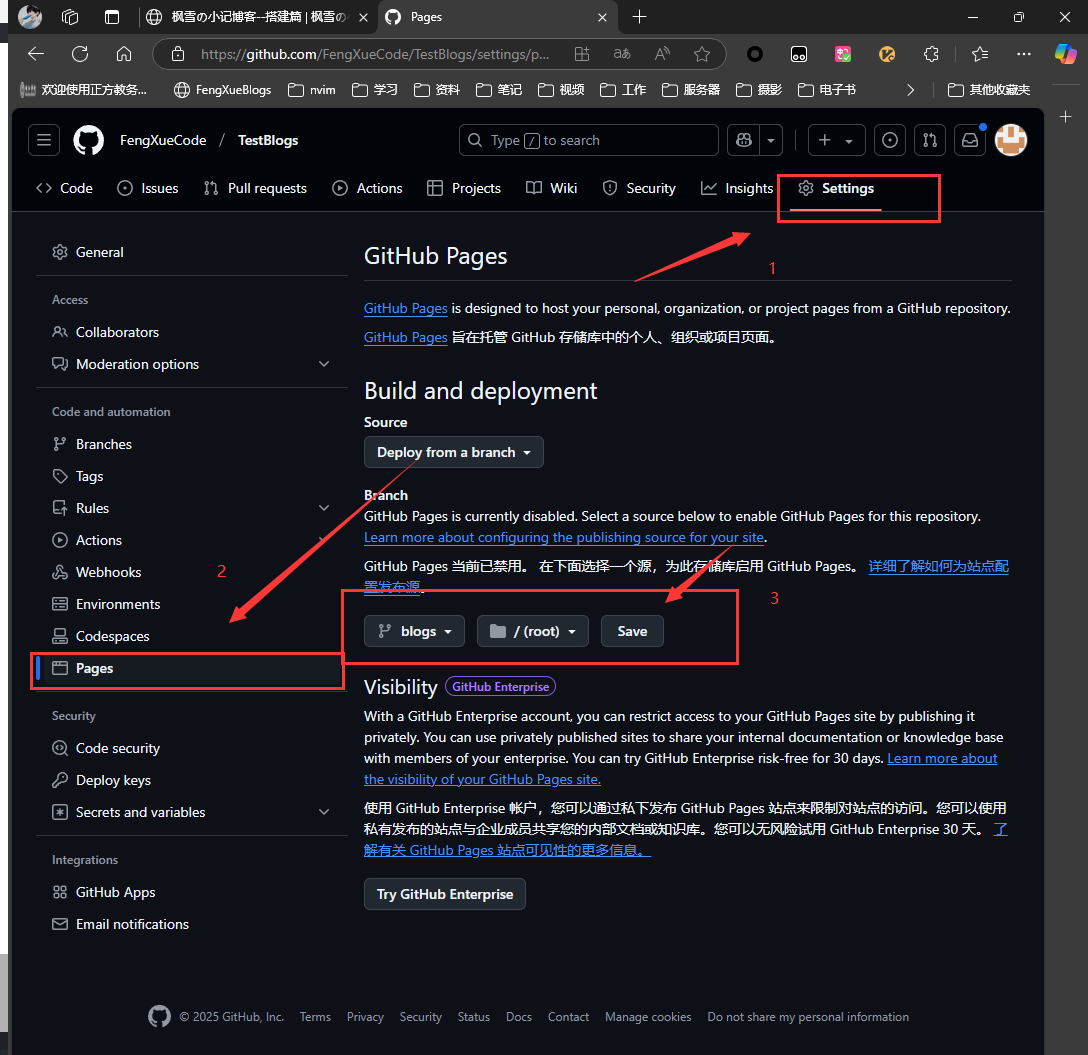 枫雪の小记博客--搭建篇 | 枫雪の
Pages
https://github.com/FengXueCode/TestBlogs/settings/p...
欢迎使用正方教务...
FengXueBlogs
nvim
学习
资料
笔记
视频
工作
服务器
摄影
电子书
其他收藏夹
FengXueCode / TestBlogs
Type / to search
Code
Issues
Pull requests
Actions
Projects
Wiki
Security
Insights
Settings
1
General
Access
Collaborators
Moderation options
Code and automation
Branches
Tags
Rules
Actions
Webhooks
2
Environments
Codespaces
Pages
Security
Code security
Deploy keys
Secrets and variables
Integrations
GitHub Apps
Email notifications
GitHub Pages
GitHub Pages is designed to host your personal, organization, or project pages from a GitHub repository.
GitHub Pages 旨在托管 GitHub 存储库中的个人、组织或项目页面。
Build and deployment
Source
Deploy from a branch
Branch
GitHub Pages is currently disabled. Select a source below to enable GitHub Pages for this repository.
Learn more about configuring the publishing source for your site.
GitHub Pages 当前已禁用。 在下面选择一个源，为此存储库启用 GitHub Pages。 详细了解如何为站点配
置发布源。
3
blogs
/ (root)
Save
Visibility GitHub Enterprise
With a GitHub Enterprise account, you can restrict access to your GitHub Pages site by publishing it
privately. You can use privately published sites to share your internal documentation or knowledge base
with members of your enterprise. You can try GitHub Enterprise risk-free for 30 days. Learn more about
the visibility of your GitHub Pages site.
使用 GitHub Enterprise 帐户，您可以通过私下发布 GitHub Pages 站点来限制对站点的访问。您可以使用
私有发布的站点与企业成员共享您的内部文档或知识库。您可以无风险试用 GitHub Enterprise 30 天。 了
解有关 GitHub Pages 站点可见性的更多信息。
Try GitHub Enterprise
© 2025 GitHub, Inc.
Terms
Privacy
Security
Status
Docs
Contact
Manage cookies
Do not share my personal information